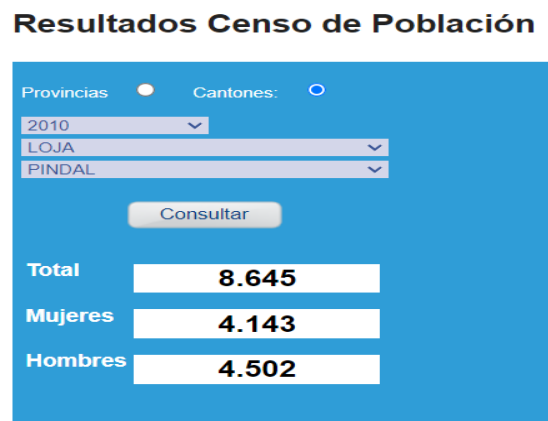 Resultados Censo de Población
Provincias Cantones:
2010
LOJA
PINDAL
Consultar
Total 8.645
Mujeres 4.143
Hombres 4.502